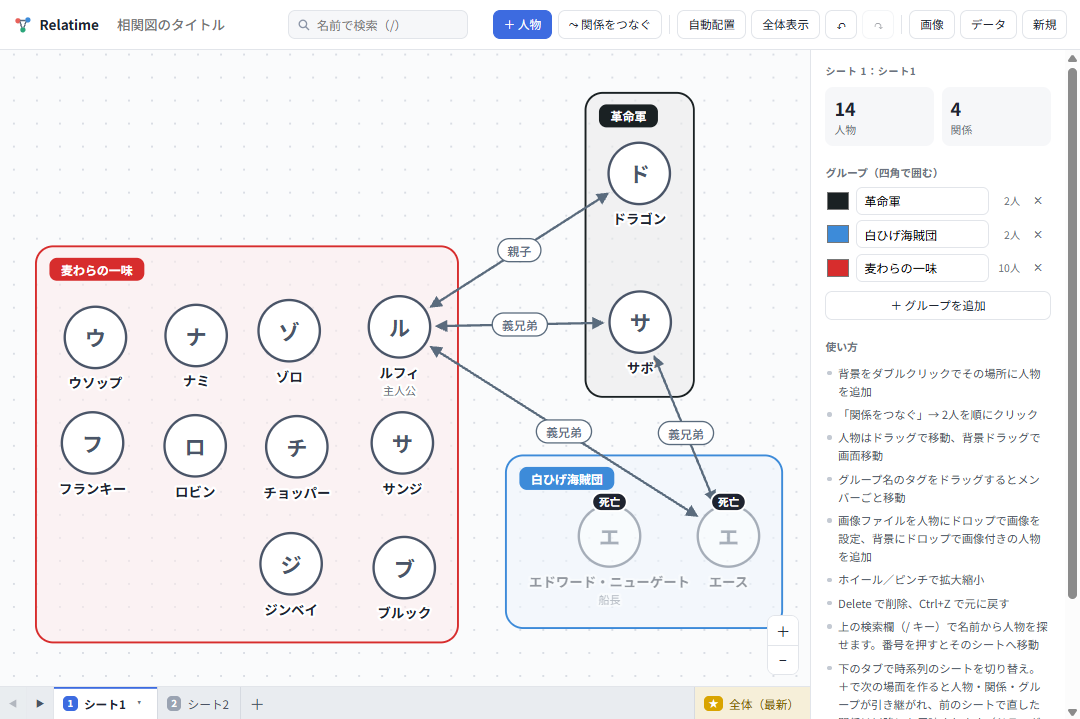 Relatime 相関図のタイトル
名前で検索（/）
＋ 人物
⤳ 関係をつなぐ
自動配置
全体表示
画像
データ
新規
革命軍
ド
ドラゴン
親子
麦わらの一味
ウ
ウソップ
ナ
ナミ
ゾ
ゾロ
ル
ルフィ
主人公
義兄弟
サ
サボ
フ
フランキー
ロ
ロビン
チ
チョッパー
サ
サンジ
義兄弟
義兄弟
白ひげ海賊団
死亡
エ
エドワード・ニューゲート
船長
死亡
エ
エース
ジ
ジンベイ
ブ
ブルック
＋
−
シート 1：シート1
14
人物
4
関係
グループ（四角で囲む）
革命軍 2人 ×
白ひげ海賊団 2人 ×
麦わらの一味 10人 ×
＋ グループを追加
使い方
背景をダブルクリックでその場所に人物
を追加
「関係をつなぐ」→ 2人を順にクリック
人物はドラッグで移動、背景ドラッグで
画面移動
グループ名のタグをドラッグするとメン
バーごと移動
画像ファイルを人物にドロップで画像を
設定、背景にドロップで画像付きの人物
を追加
ホイール／ピンチで拡大縮小
Delete で削除、Ctrl+Z で元に戻す
上の検索欄（/ キー）で名前から人物を探
せます。番号を押すとそのシートへ移動
下のタブで時系列のシートを切り替え。
＋で次の場面を作ると人物・関係・グル
ープが引き継がれ、前のシートで直した
1 シート1
2 シート2
＋
★ 全体（最新）